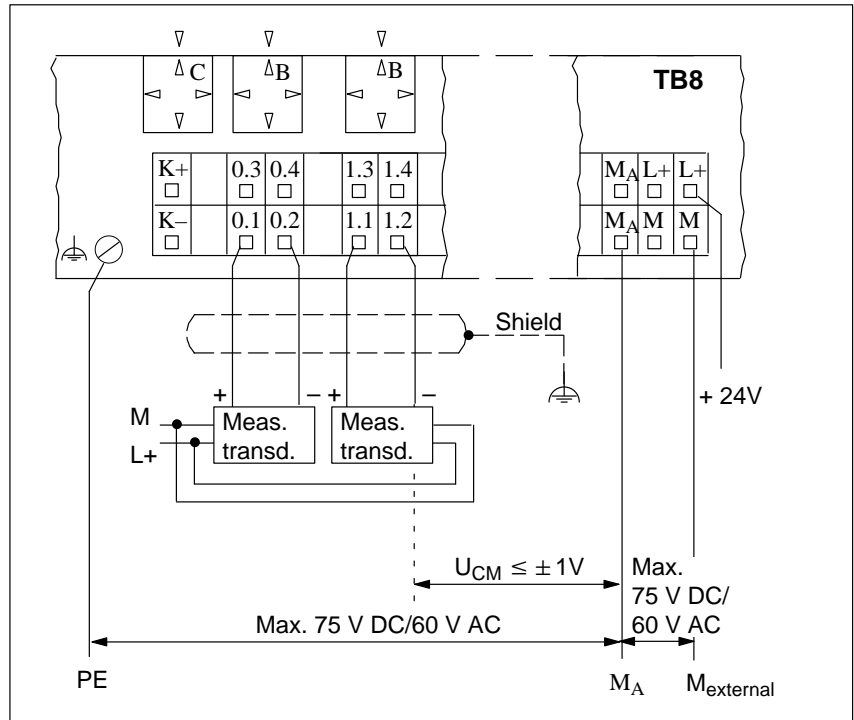 C B B TB8
K+ 0.3 0.4 1.3 1.4 MA L+ L+
K– 0.1 0.2 1.1 1.2 MA M M
Shield
+ – + – + 24V
M Meas. Meas.
L+ transd. transd.
UCM ≤ ± 1V Max.
75 V DC/
Max. 75 V DC/60 V AC 60 V AC
PE MA Mexternal